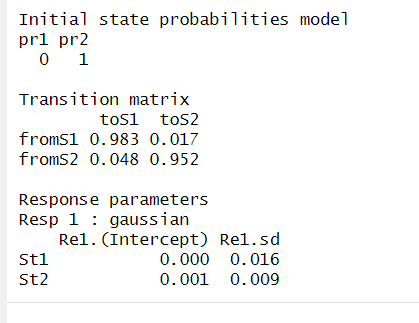 Initial state probabilities model
pr1 pr2
0 1
Transition matrix
toS1 toS2
fromS1 0.983 0.017
fromS2 0.048 0.952
Response parameters
Resp 1 : gaussian
Re1.(Intercept) Re1.sd
St1 0.000 0.016
St2 0.001 0.009